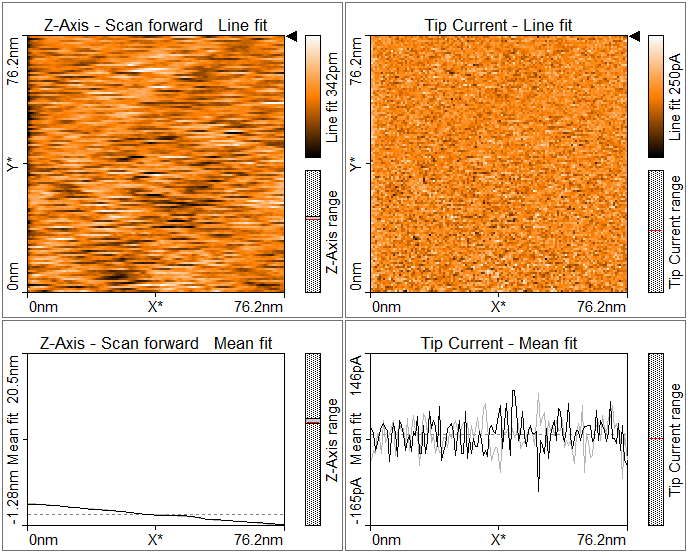 Z-Axis - Scan forward Line fit
76.2nm
Y*
0nm
0nm X* 76.2nm
Line fit 342pm
Z-Axis range
Tip Current - Line fit
76.2nm
Y*
0nm
0nm X* 76.2nm
Line fit 250pA
Tip Current range
Z-Axis - Scan forward Mean fit
-1.28nm Mean fit 20.5nm
0nm X* 76.2nm
Z-Axis range
Tip Current - Mean fit
-165pA Mean fit 146pA
0nm X* 76.2nm
Tip Current range